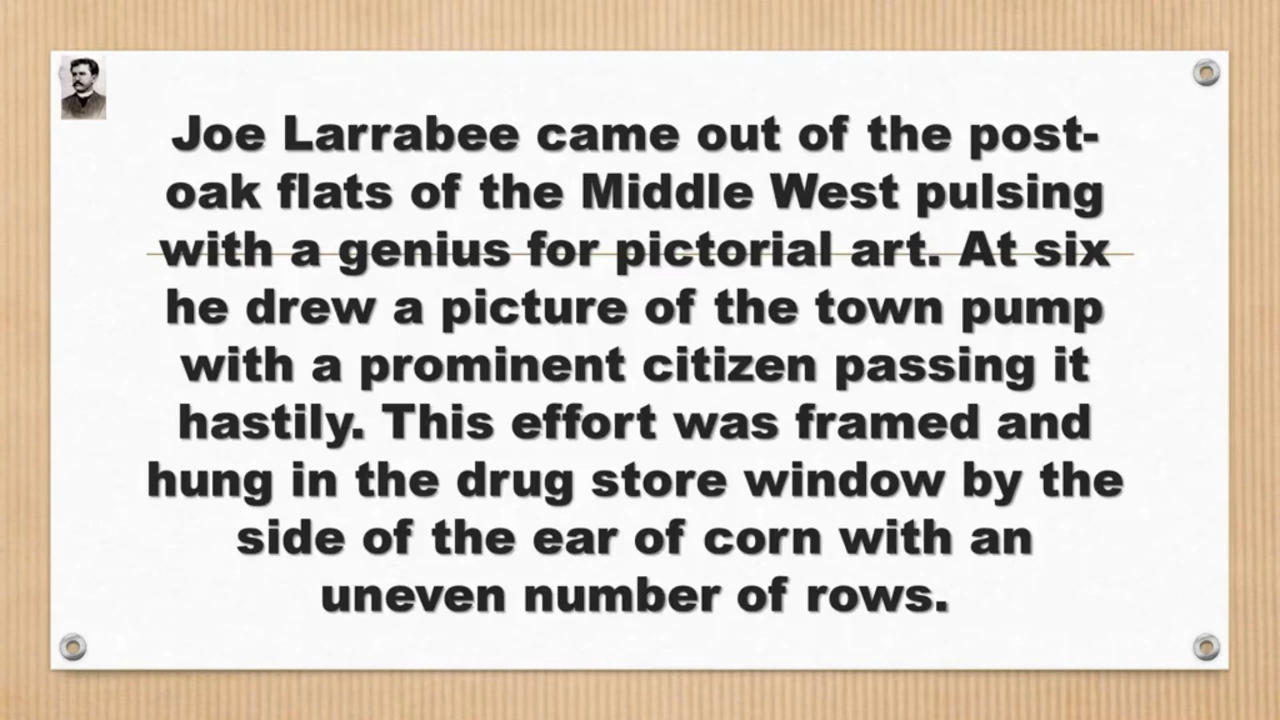 Joe Larrabee came out of the post-
oak flats of the Middle West pulsing
with a genius for pictorial art. At six
he drew a picture of the town pump
with a prominent citizen passing it
hastily. This effort was framed and
hung in the drug store window by the
side of the ear of corn with an
uneven number of rows.